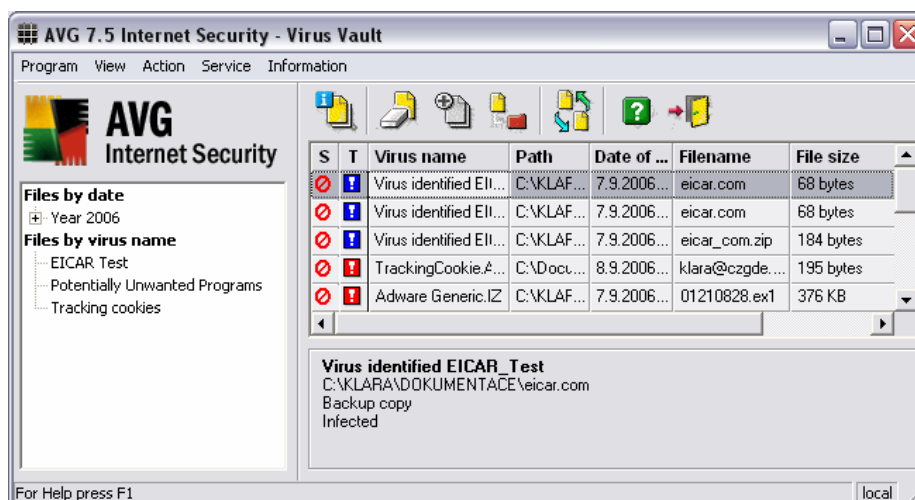 AVG 7.5 Internet Security - Virus Vault
Program View Action Service Information
AVG
Internet Security
Files by date
Year 2006
Files by virus name
EICAR Test
Potentially Unwanted Programs
Tracking cookies
S T Virus name Path Date of ... Filename File size
Virus identified EI... C:\KLAF... 7.9.2006... eicar.com 68 bytes
Virus identified EI... C:\KLAF... 7.9.2006... eicar.com 68 bytes
Virus identified EI... C:\KLAF... 7.9.2006... eicar_com.zip 184 bytes
TrackingCookie.A... C:\Docu... 8.9.2006... klara@czgde.... 195 bytes
Adware Generic.IZ C:\KLAF... 7.9.2006... 01210828.ex1 376 KB
Virus identified EICAR_Test
C:\KLARA\DOKUMENTACE\eicar.com
Backup copy
Infected
For Help press F1 local